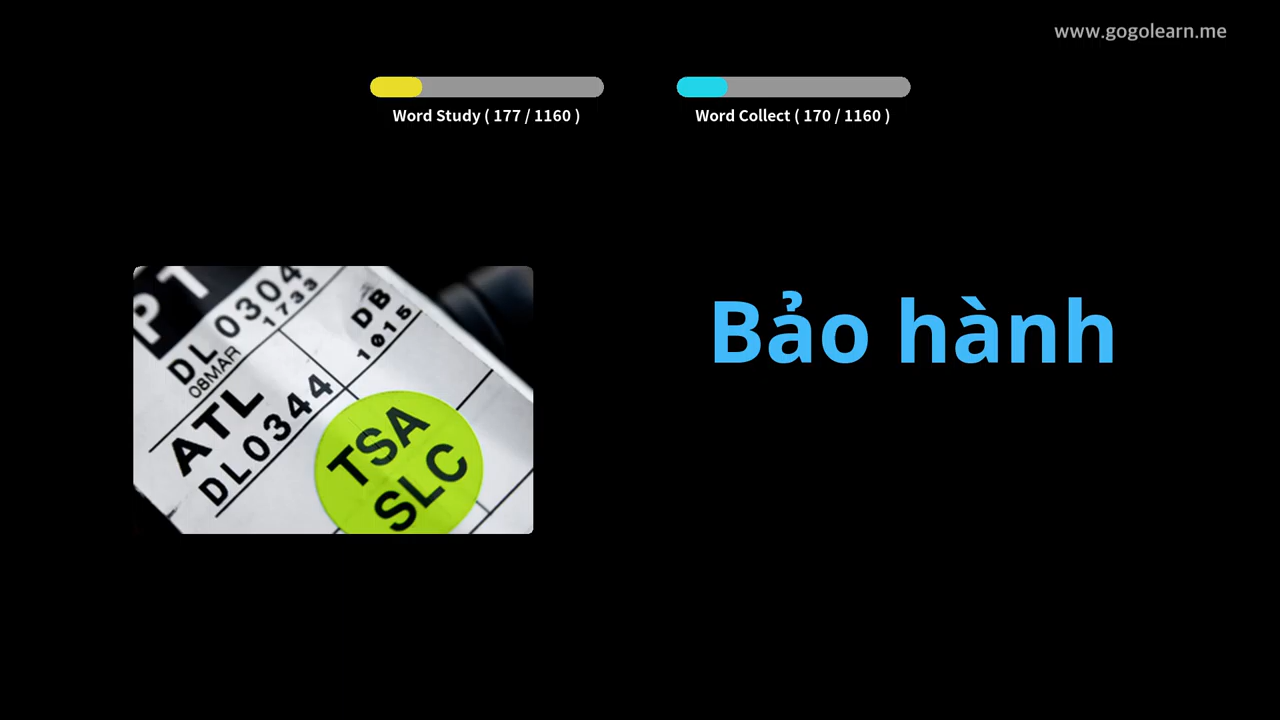 www.gogolearn.me
Word Study ( 177 / 1160 )
Word Collect ( 170 / 1160 )
P1
DL0304
1733
08MAR
DB
1015
ATL
DL0344
TSA
SLC
Bảo hành